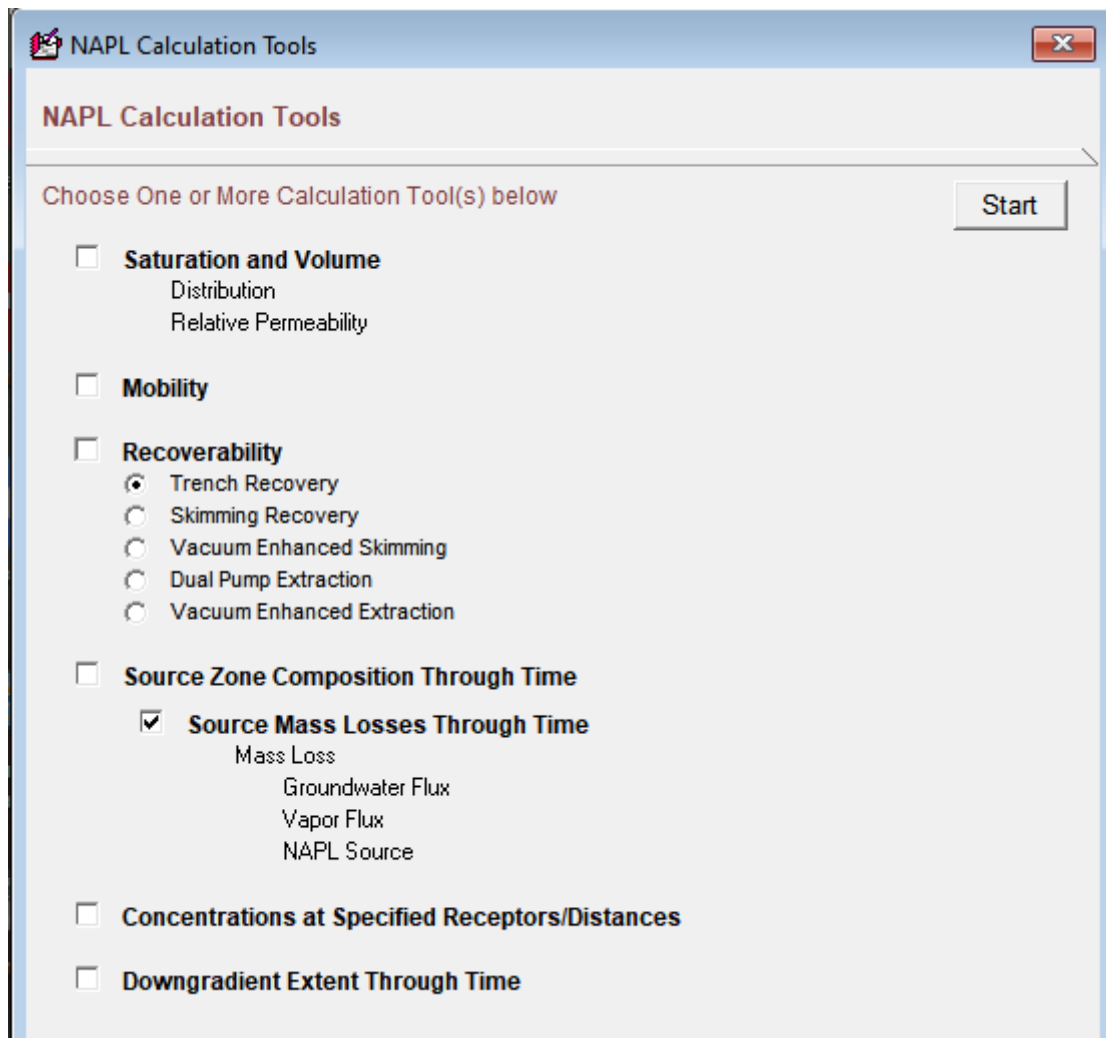 NAPL Calculation Tools
NAPL Calculation Tools
Choose One or More Calculation Tool(s) below
Start
Saturation and Volume
Distribution
Relative Permeability
Mobility
Recoverability
Trench Recovery
Skimming Recovery
Vacuum Enhanced Skimming
Dual Pump Extraction
Vacuum Enhanced Extraction
Source Zone Composition Through Time
Source Mass Losses Through Time
Mass Loss
Groundwater Flux
Vapor Flux
NAPL Source
Concentrations at Specified Receptors/Distances
Downgradient Extent Through Time